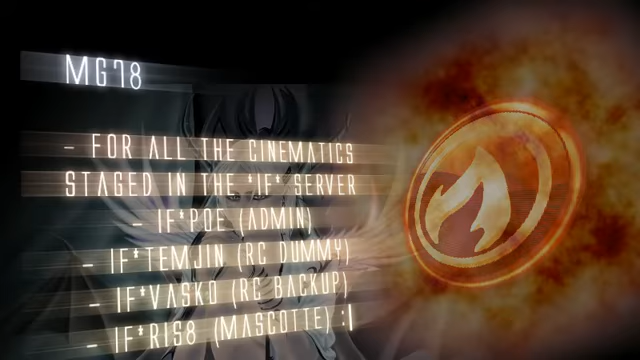 MG78
- FOR ALL THE CINEMATICS
STAGED IN THE *IF* SERVER
- IF*POE (ADMIN)
- IF*TEMJIN (RC DUMMY)
- IF*VASKO (RC BACKUP)
- IF*RIS8 (MASCOTTE) :|